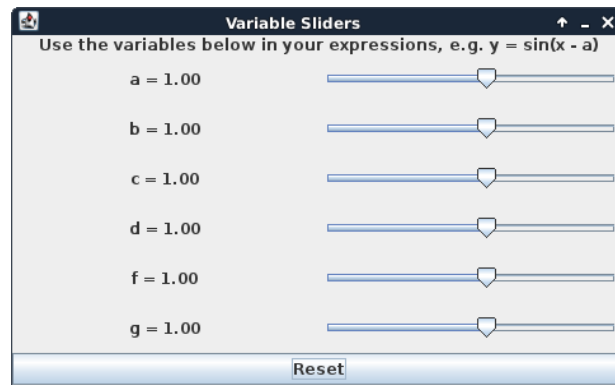 Variable Sliders
Use the variables below in your expressions, e.g. y = sin(x - a)
a = 1.00
b = 1.00
c = 1.00
d = 1.00
f = 1.00
g = 1.00
Reset